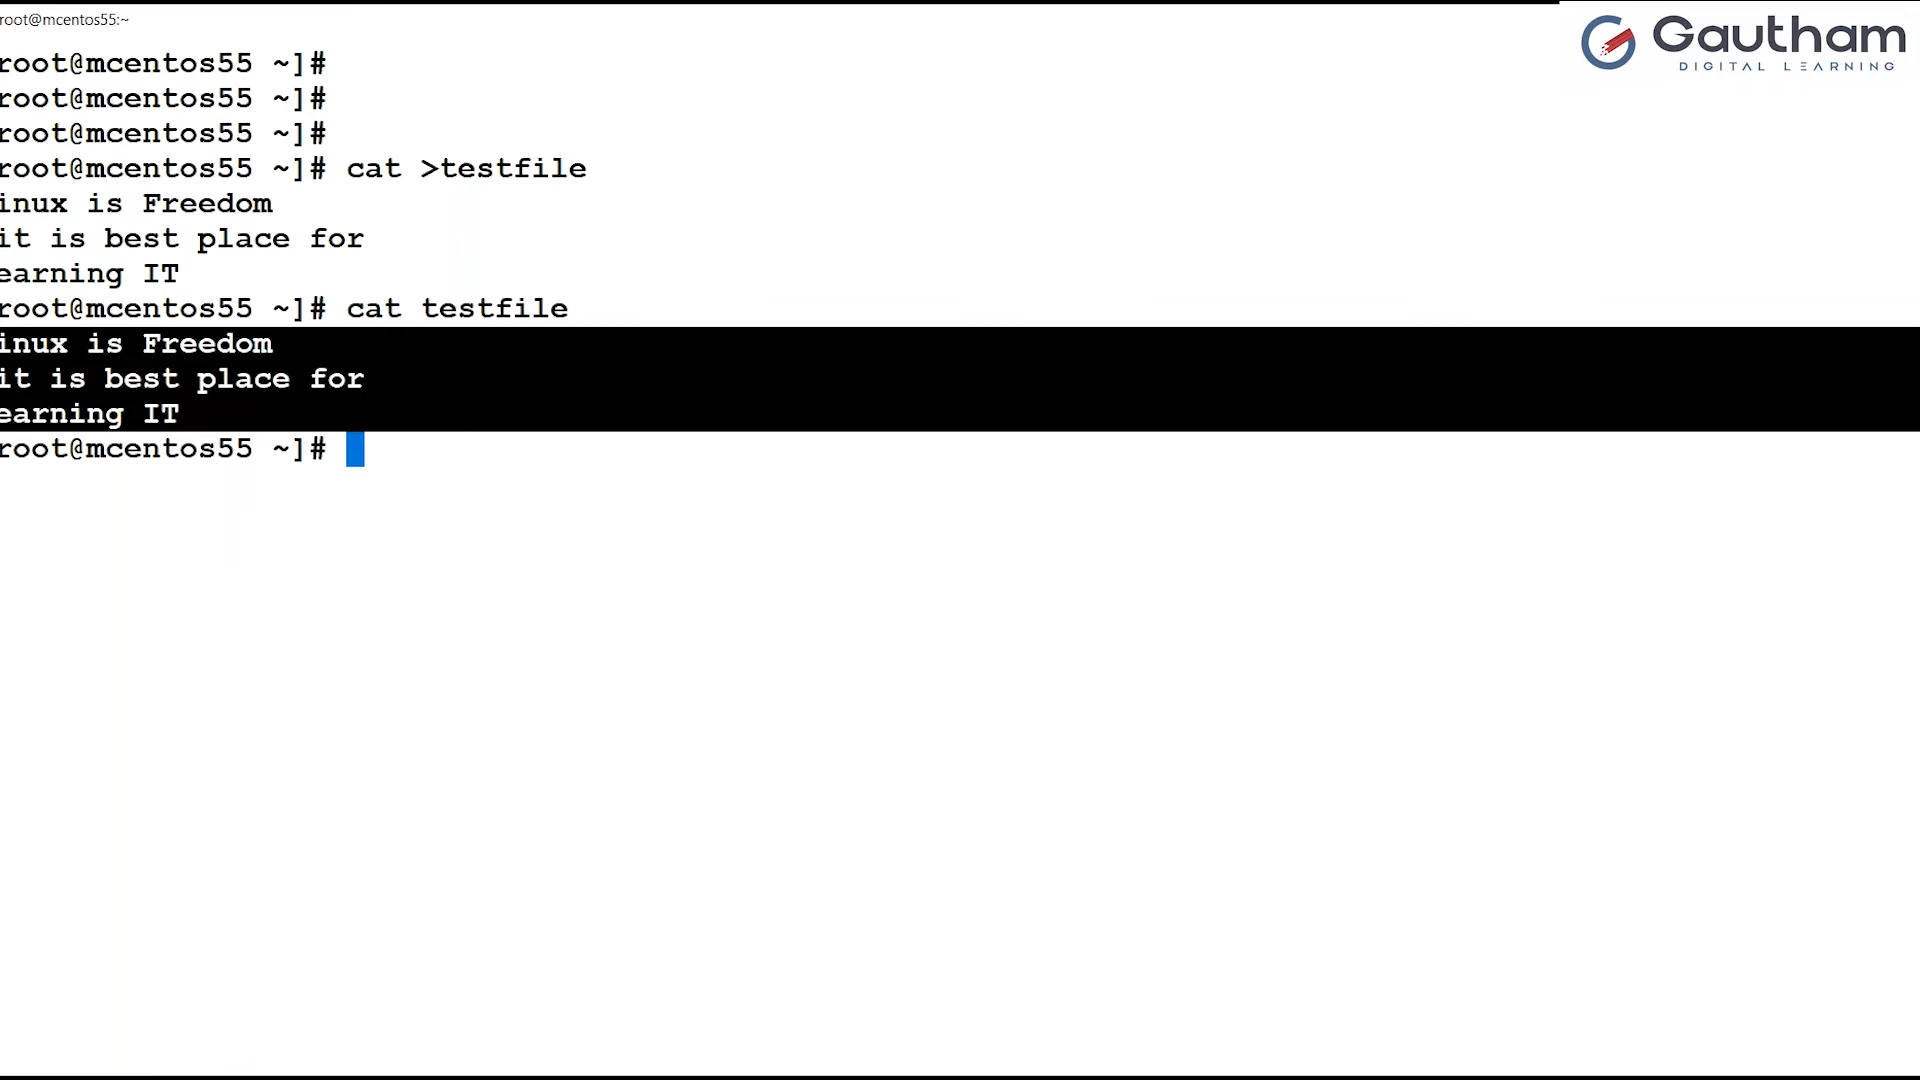 root@mcentos55:~
Gautham
DIGITAL LEARNING
root@mcentos55 ~]#
root@mcentos55 ~]#
root@mcentos55 ~]#
root@mcentos55 ~]# cat >testfile
inux is Freedom
it is best place for
earning IT
root@mcentos55 ~]# cat testfile
inux is Freedom
it is best place for
earning IT
root@mcentos55 ~]#